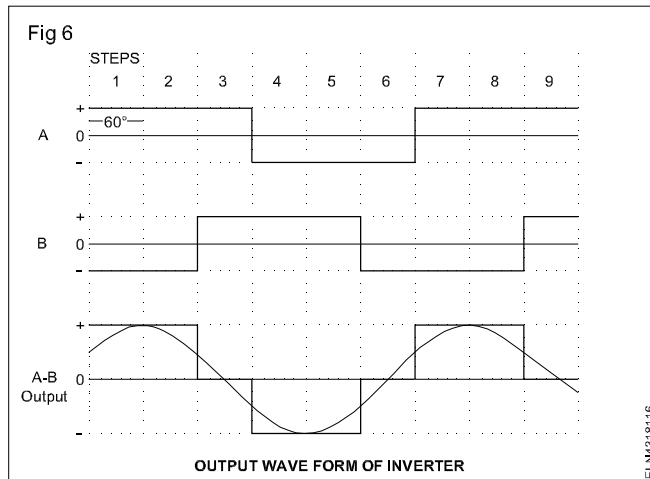 Fig 6
STEPS
1 2 3 4 5 6 7 8 9
+
60°
A 0
-
+
B 0
-
+
0
A-B
Output
-
OUTPUT WAVE FORM OF INVERTER
ELN4318116